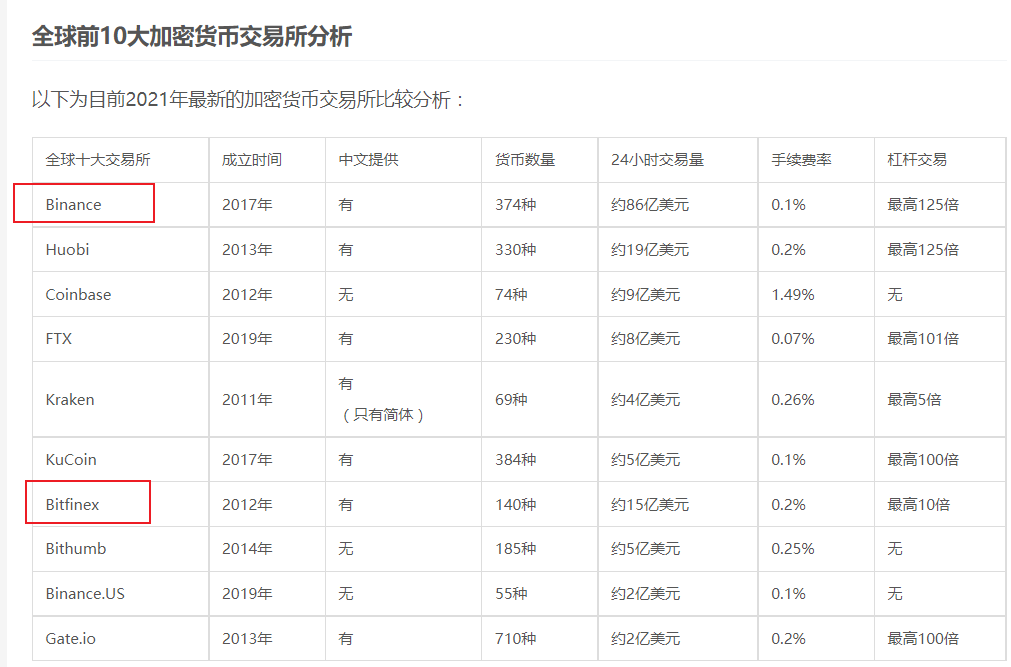 全球前10大加密货币交易所分析
以下为目前2021年最新的加密货币交易所比较分析：
全球十大交易所 成立时间 中文提供 货币数量 24小时交易量 手续费率 杠杆交易
Binance 2017年 有 374种 约86亿美元 0.1% 最高125倍
Huobi 2013年 有 330种 约19亿美元 0.2% 最高125倍
Coinbase 2012年 无 74种 约9亿美元 1.49% 无
FTX 2019年 有 230种 约8亿美元 0.07% 最高101倍
Kraken 2011年 有 69种 约4亿美元 0.26% 最高5倍
（只有简体）
KuCoin 2017年 有 384种 约5亿美元 0.1% 最高100倍
Bitfinex 2012年 有 140种 约15亿美元 0.2% 最高10倍
Bithumb 2014年 无 185种 约5亿美元 0.25% 无
Binance.US 2019年 无 55种 约2亿美元 0.1% 无
Gate.io 2013年 有 710种 约2亿美元 0.2% 最高100倍